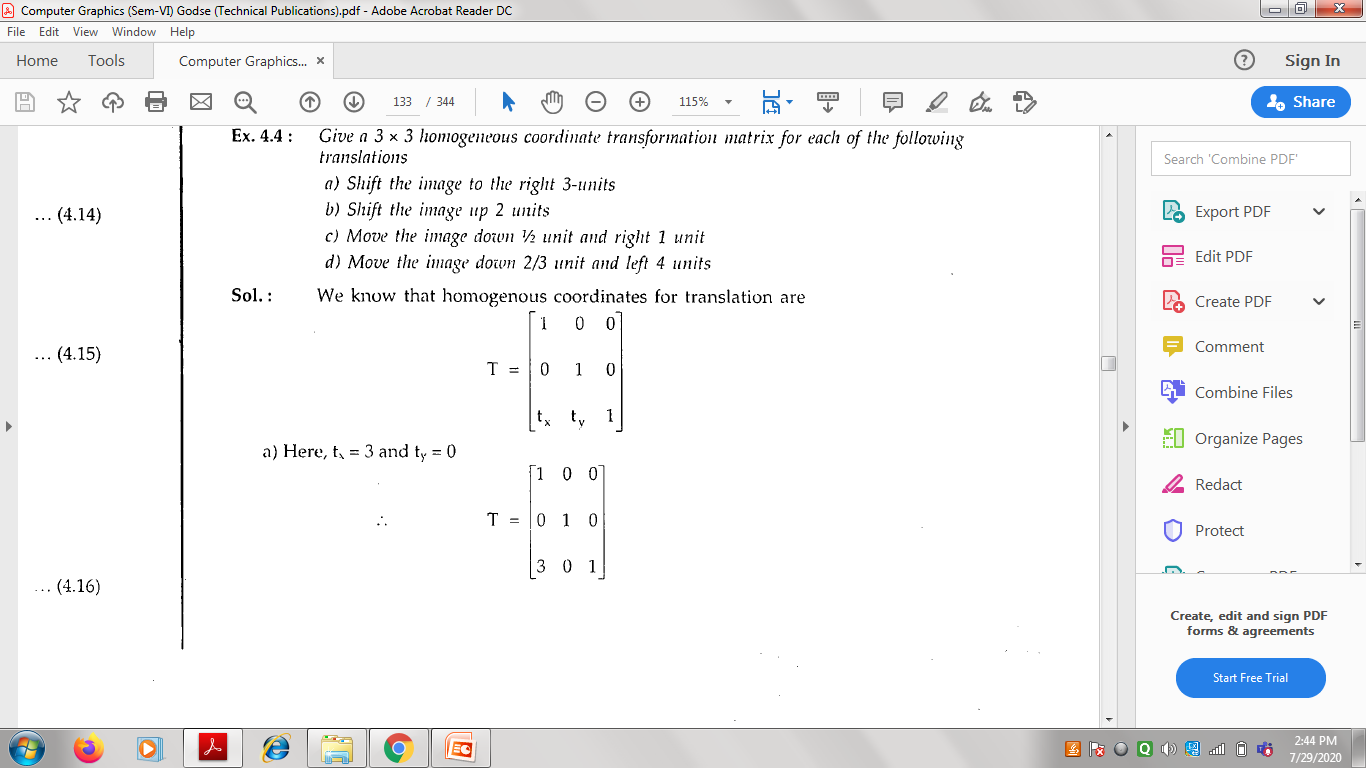 Computer Graphics (Sem-VI) Godse (Technical Publications).pdf - Adobe Acrobat Reader DC
File Edit View Window Help
Home Tools Computer Graphics... × ? Sign In
133 / 344 115% Share
Ex. 4.4 : Give a 3 × 3 homogeneous coordinate transformation matrix for each of the following
translations
a) Shift the image to the right 3-units
... (4.14)
b) Shift the image up 2 units
c) Move the image down ½ unit and right 1 unit
d) Move the image down 2/3 unit and left 4 units
Sol. : We know that homogenous coordinates for translation are
1 0 0
... (4.15)
T = 0 1 0
tx ty 1
a) Here, tx = 3 and ty = 0
1 0 0
∴ T = 0 1 0
3 0 1
... (4.16)
Search 'Combine PDF'
Export PDF
Edit PDF
Create PDF
Comment
Combine Files
Organize Pages
Redact
Protect
Create, edit and sign PDF
forms & agreements
Start Free Trial
2:44 PM
7/29/2020